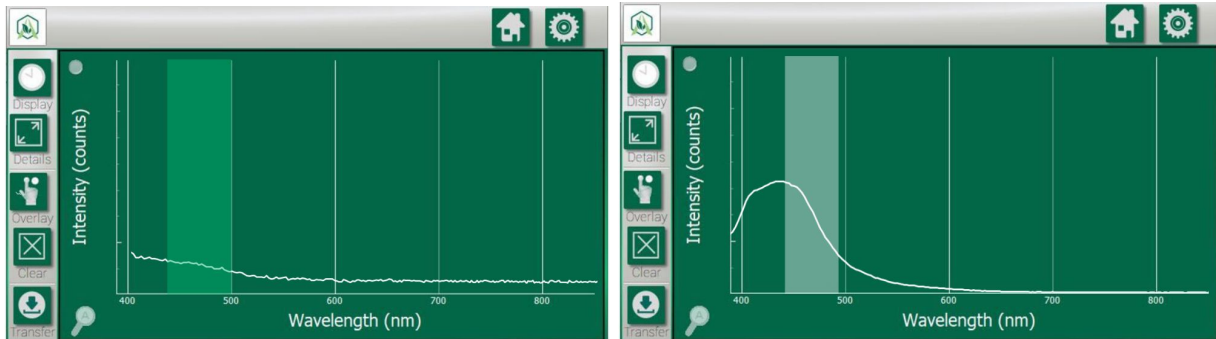 Display
Details
Overlay
Clear
Transfer
Intensity (counts)
400 500 600 700 800
Wavelength (nm)
A
Display
Details
Overlay
Clear
Transfer
Intensity (counts)
400 500 600 700 800
Wavelength (nm)
A